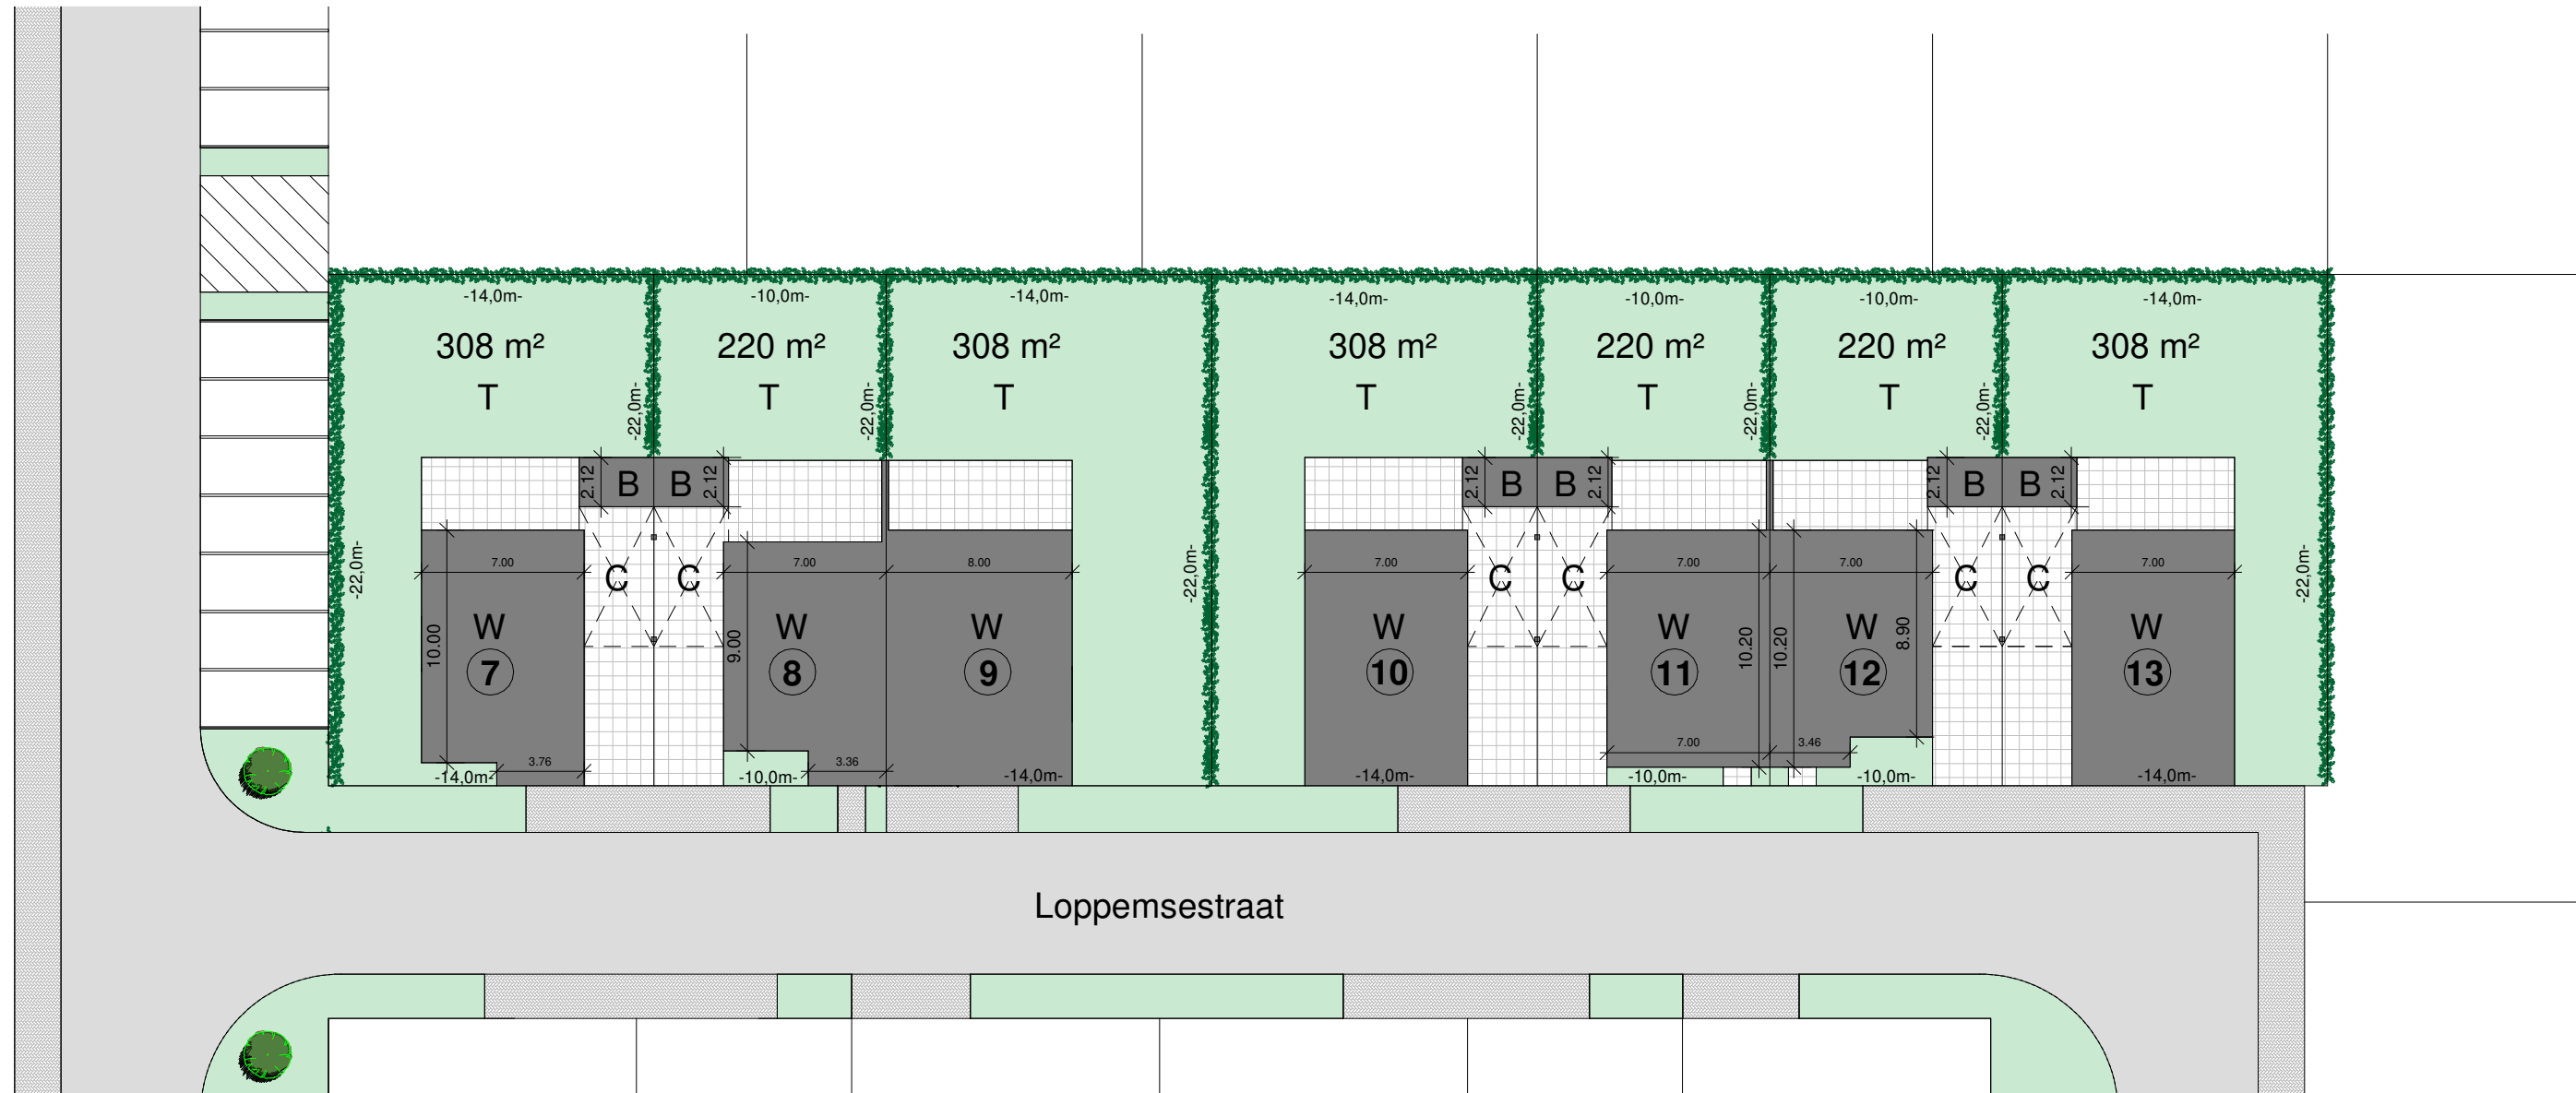 -14,0m- -10,0m- -14,0m- -14,0m- -10,0m- -10,0m- -14,0m-
308 m² 220 m² 308 m² 308 m² 220 m² 220 m² 308 m²
T T T T T T T
-22,0m- -22,0m- -22,0m- -22,0m- -22,0m-
2.12 B B 2.12 2.12 B B 2.12 2.12 B B 2.12
-22,0m- -22,0m- -22,0m-
7.00 7.00 8.00 7.00 7.00 7.00 7.00
C C C C C C
W W W W W W W
10.00 9.00 10.20 10.20 8.90
7 8 9 10 11 12 13
7.00 3.46
3.76 3.36
-14,0m- -10,0m- -14,0m- -14,0m- -10,0m- -10,0m- -14,0m-
Loppemsestraat